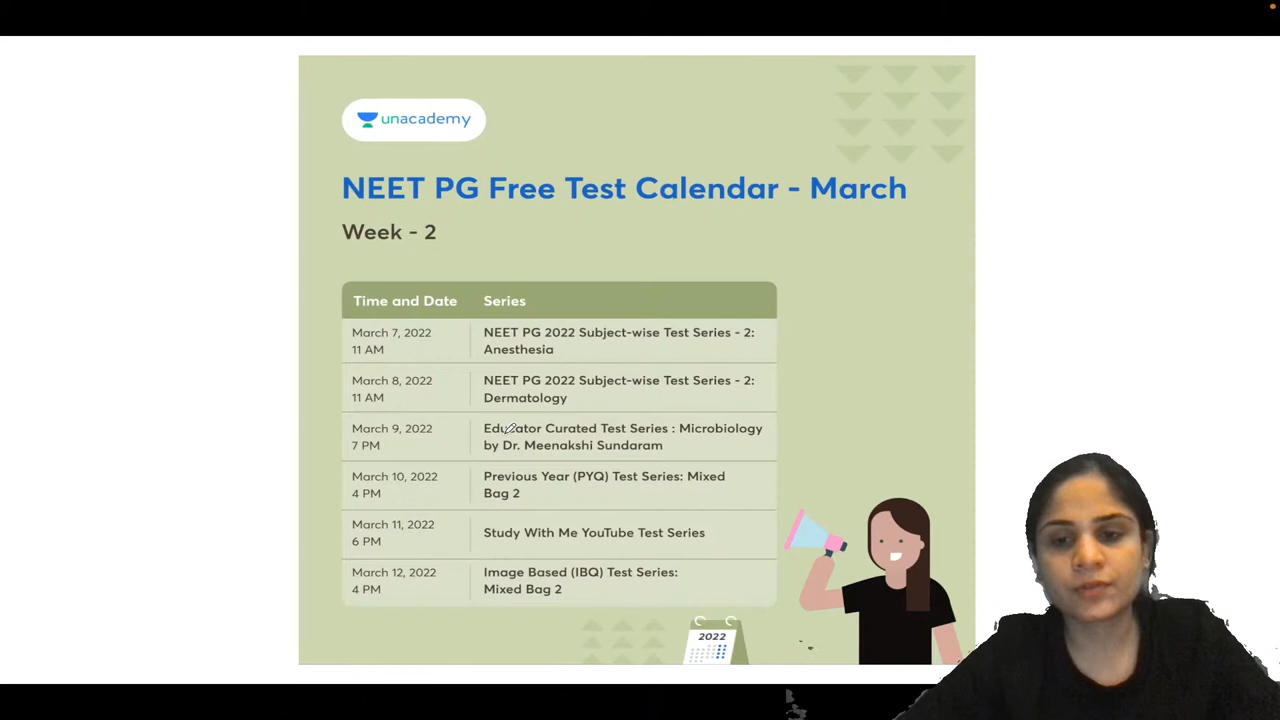 unacademy
NEET PG Free Test Calendar - March
Week - 2
Time and Date Series
March 7, 2022
11 AM
NEET PG 2022 Subject-wise Test Series - 2:
Anesthesia
March 8, 2022
11 AM
NEET PG 2022 Subject-wise Test Series - 2:
Dermatology
March 9, 2022
7 PM
Educator Curated Test Series : Microbiology
by Dr. Meenakshi Sundaram
March 10, 2022
4 PM
Previous Year (PYQ) Test Series: Mixed
Bag 2
March 11, 2022
6 PM
Study With Me YouTube Test Series
March 12, 2022
4 PM
Image Based (IBQ) Test Series:
Mixed Bag 2
2022